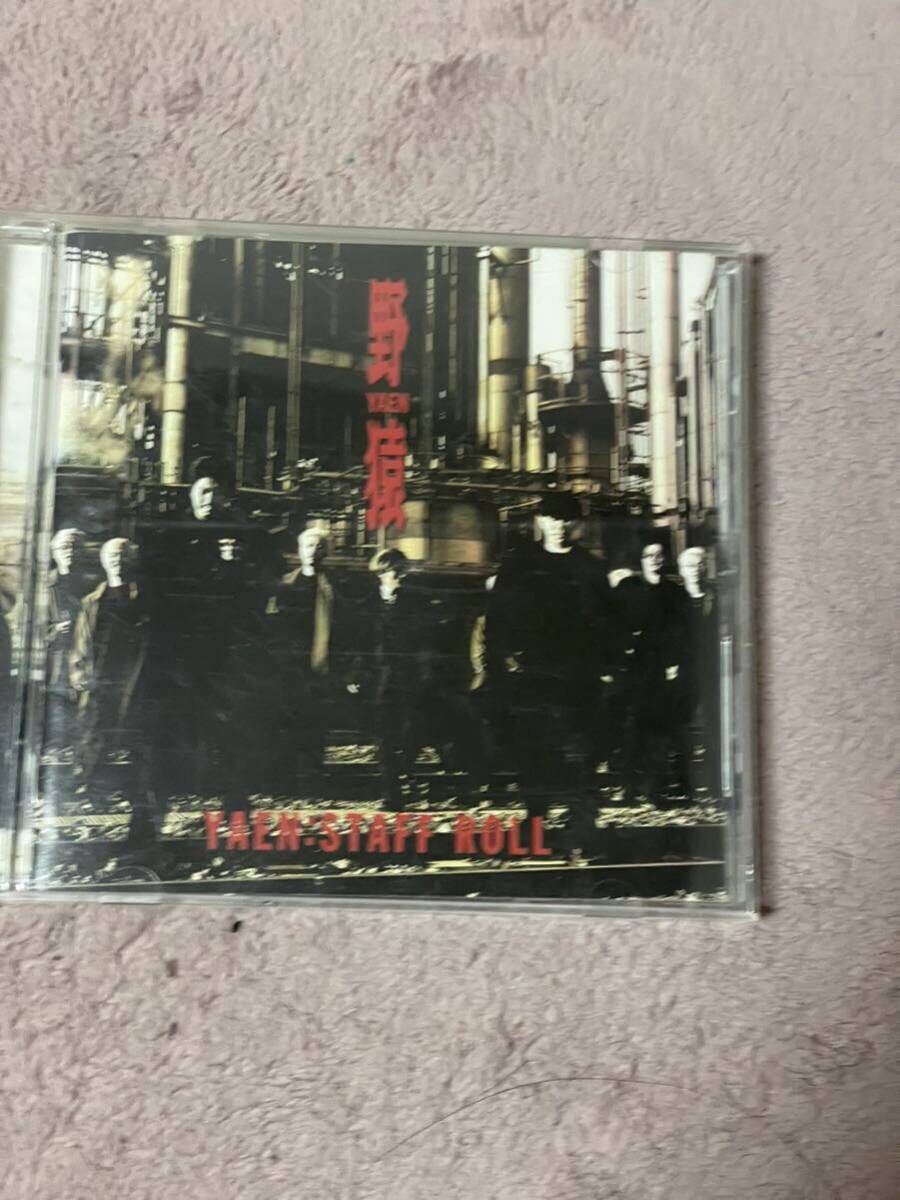 野
YAEN
猿
YAEN:STAFF ROLL